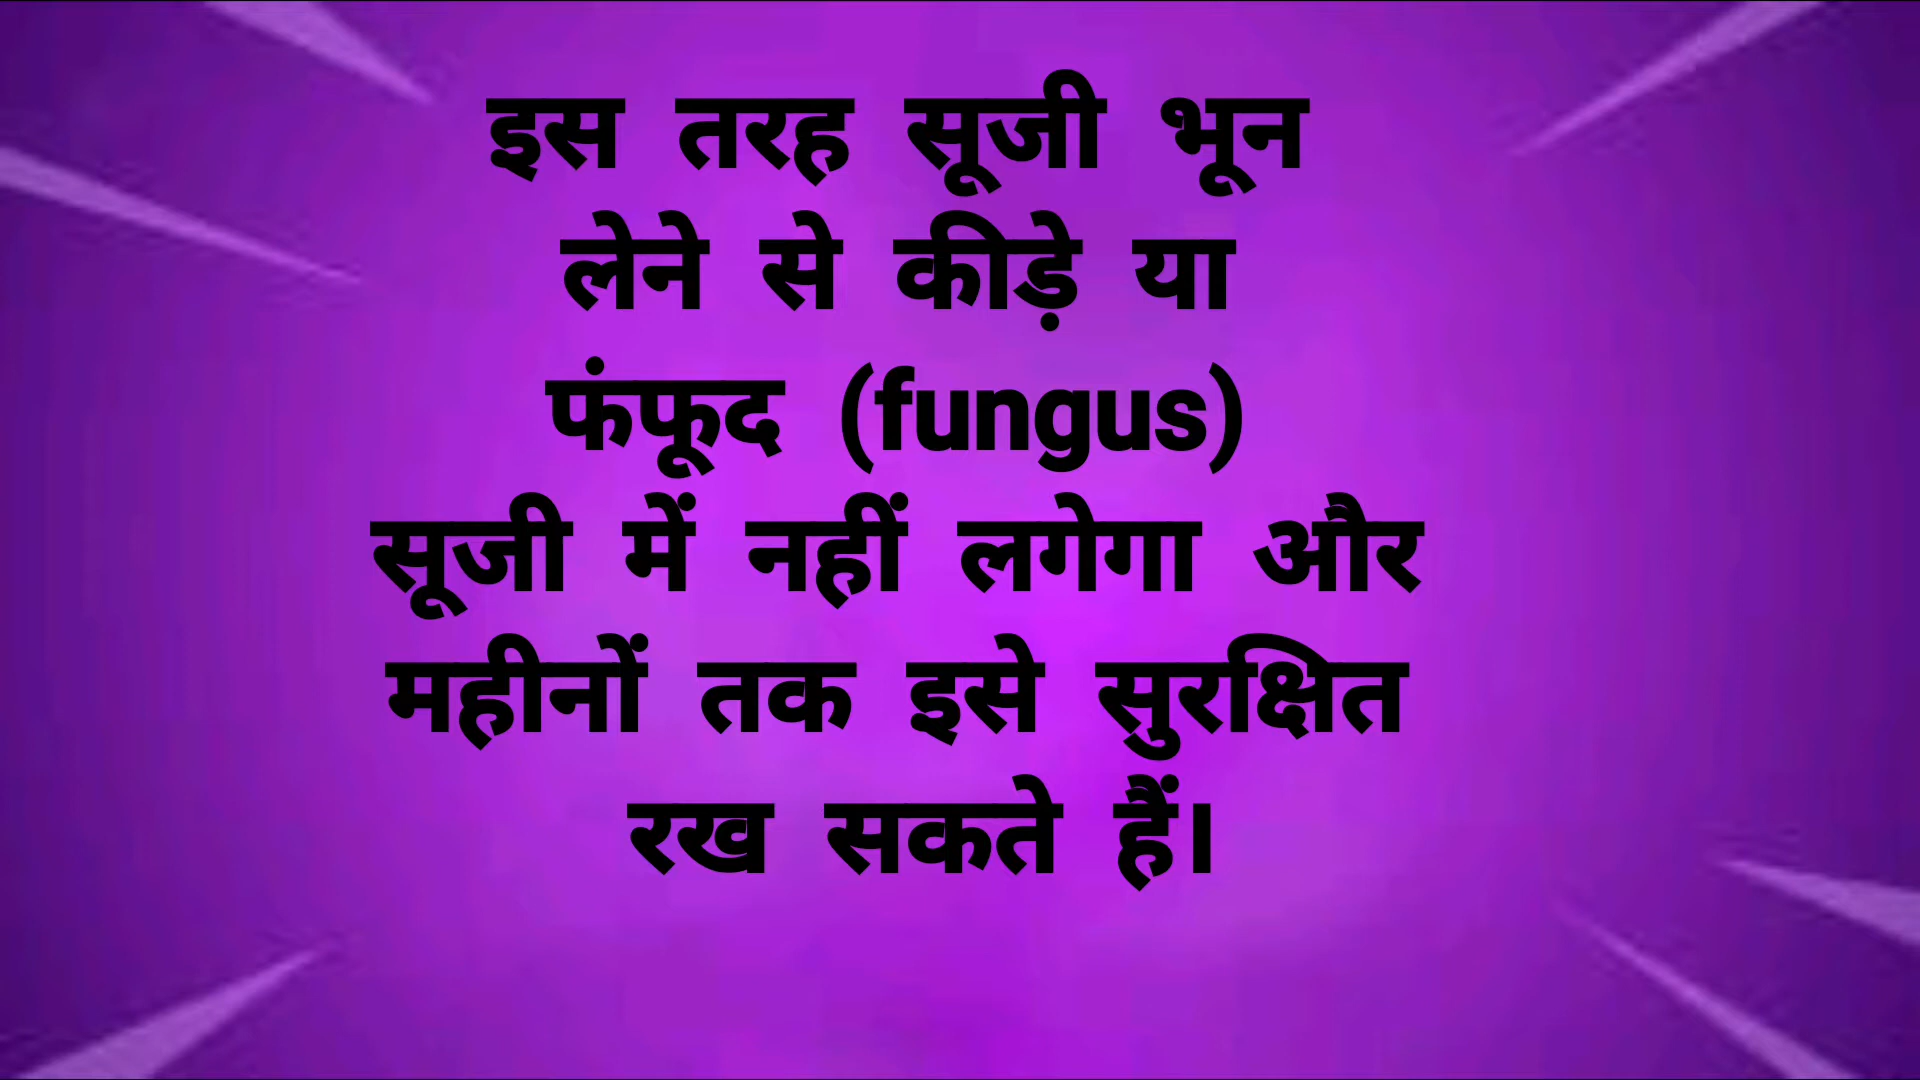 इस तरह सूजी भून
लेने से कीड़े या
फंफूद (fungus)
सूजी में नहीं लगेगा और
महीनों तक इसे सुरक्षित
रख सकते हैं।